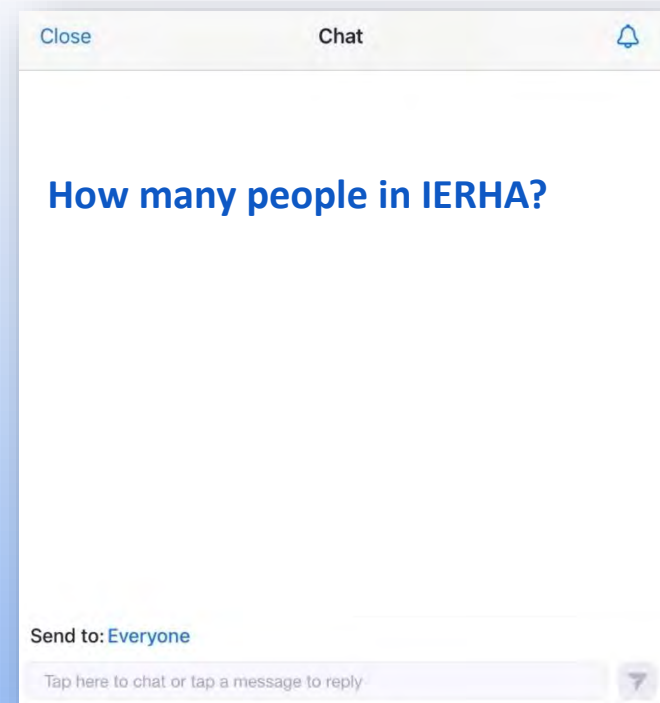 Close Chat
How many people in IERHA?
Send to: Everyone
Tap here to chat or tap a message to reply